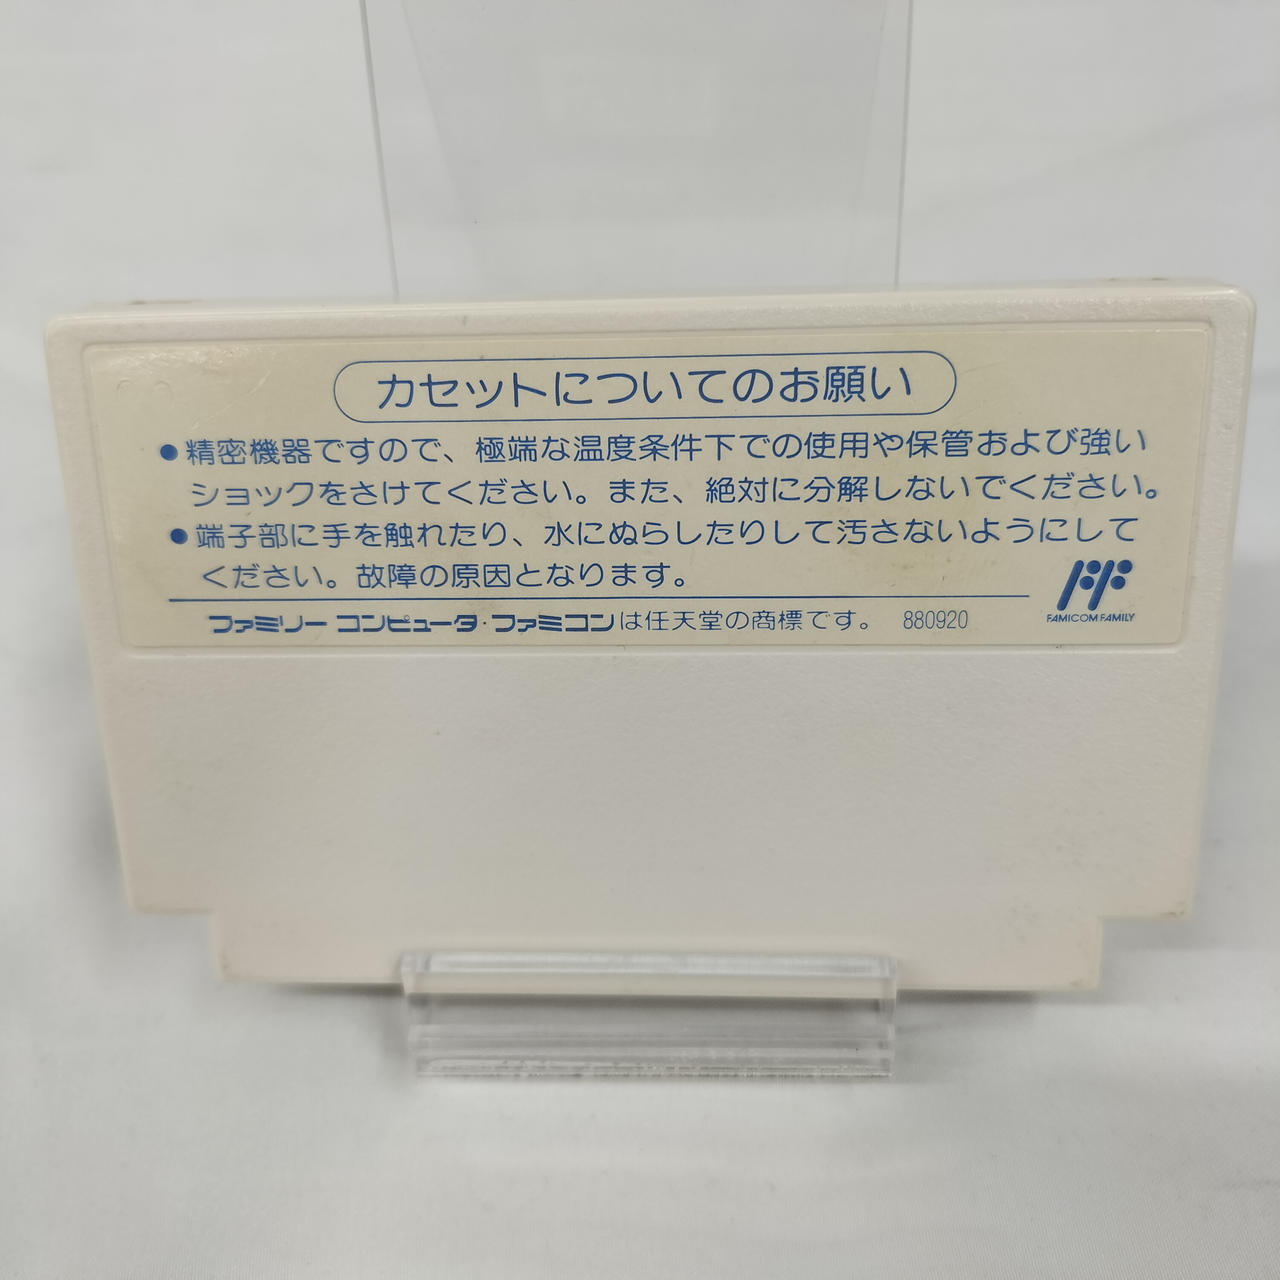 カセットについてのお願い
●精密機器ですので、極端な温度条件下での使用や保管および強い
ショックをさけてください。また、絶対に分解しないでください。
●端子部に手を触れたり、水にぬらしたりして汚さないようにして
ください。故障の原因となります。
FF
FAMICOM FAMILY
ファミリー コンピュータ・ファミコンは任天堂の商標です。 880920